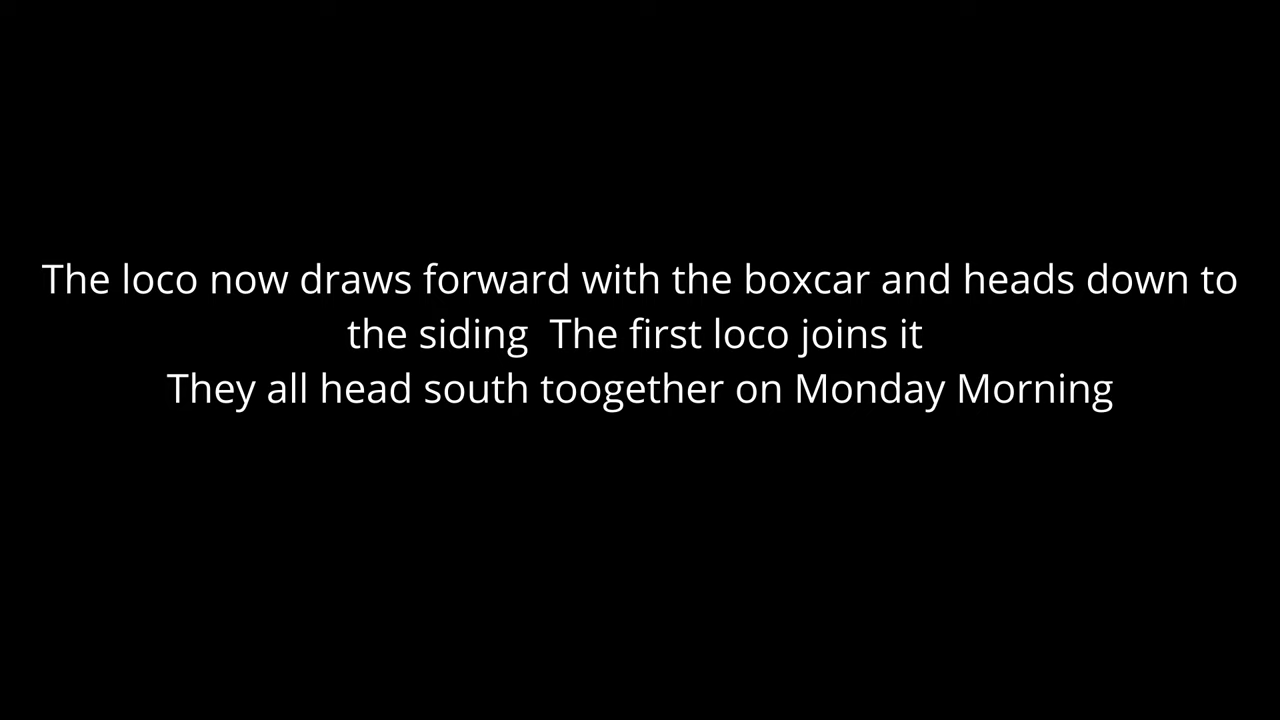 The loco now draws forward with the boxcar and heads down to
the siding  The first loco joins it
They all head south toogether on Monday Morning